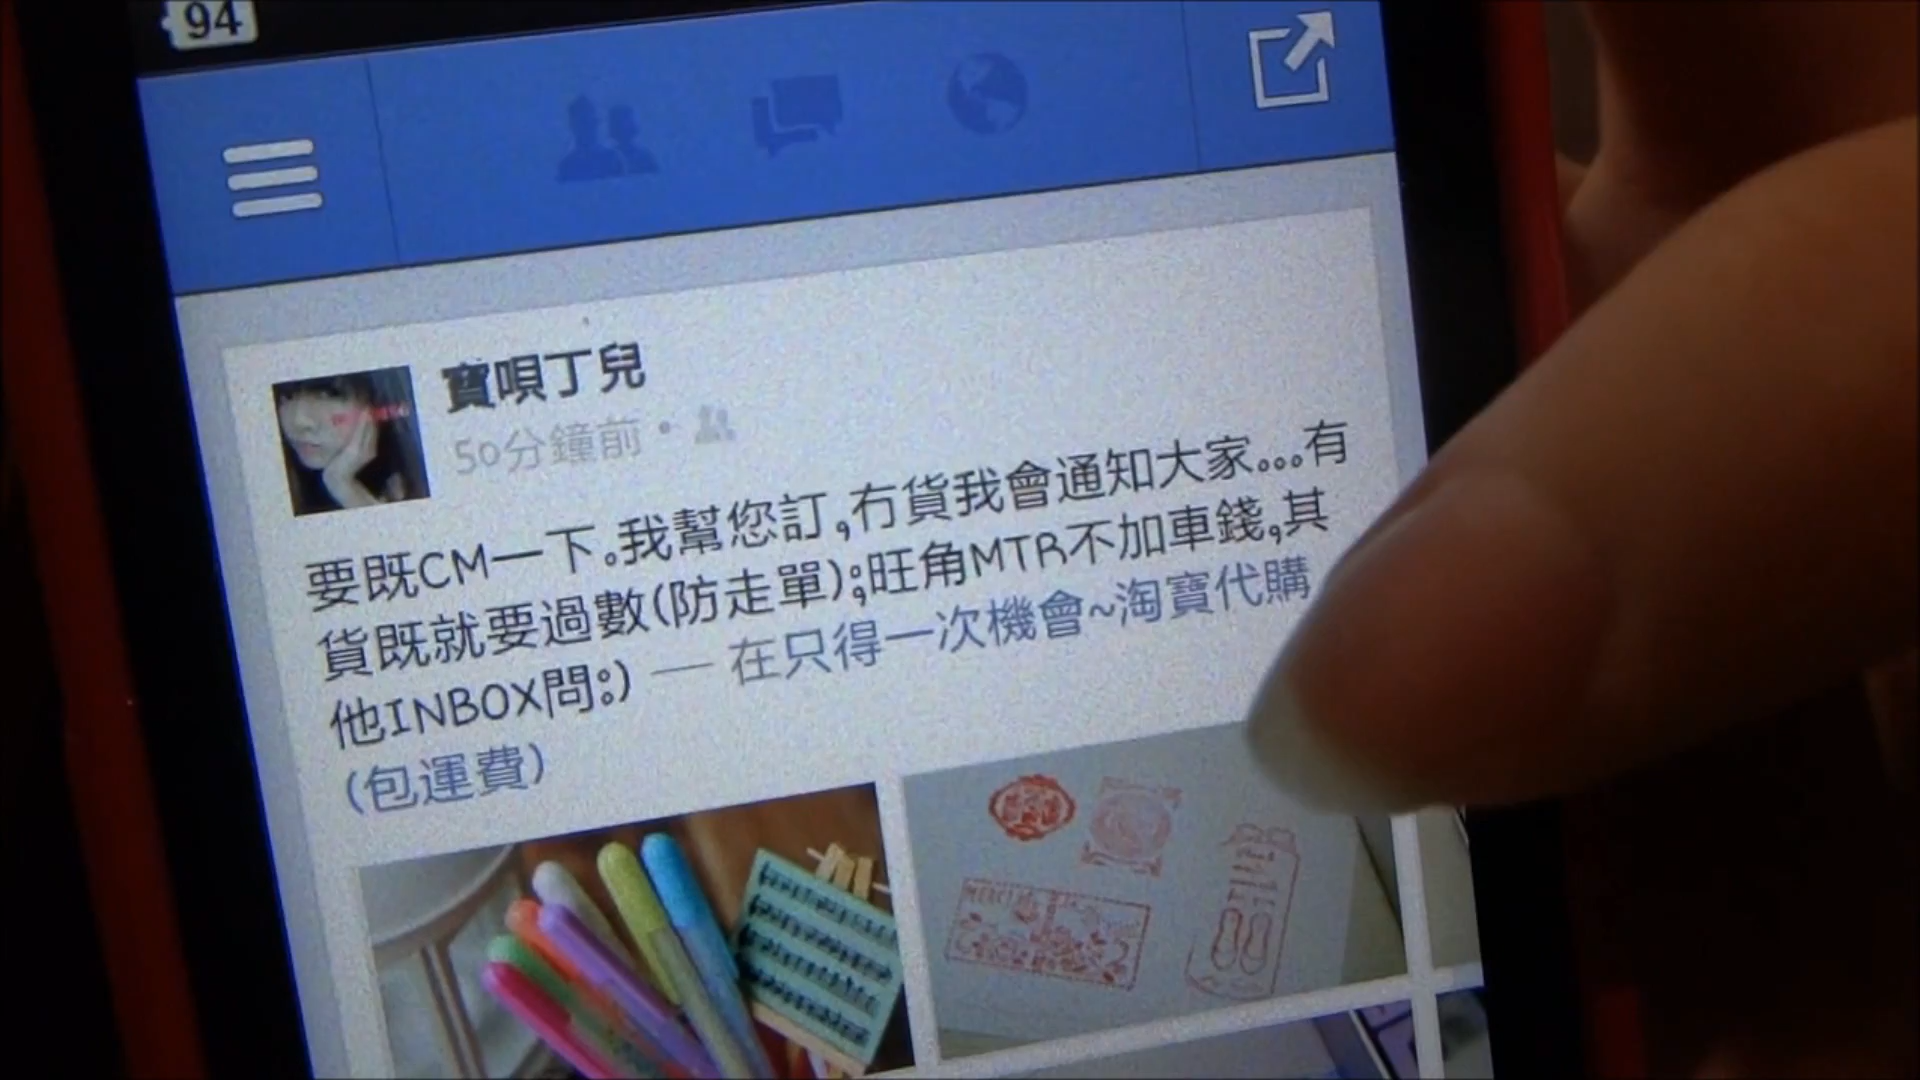 94
寶唄丁兒
50分鐘前
要既CM一下。我幫您訂,冇貨我會通知大家。。。有
貨既就要過數(防走單);旺角MTR不加車錢,其
他INBOX問:) — 在只得一次機會~淘寶代購
(包運費)